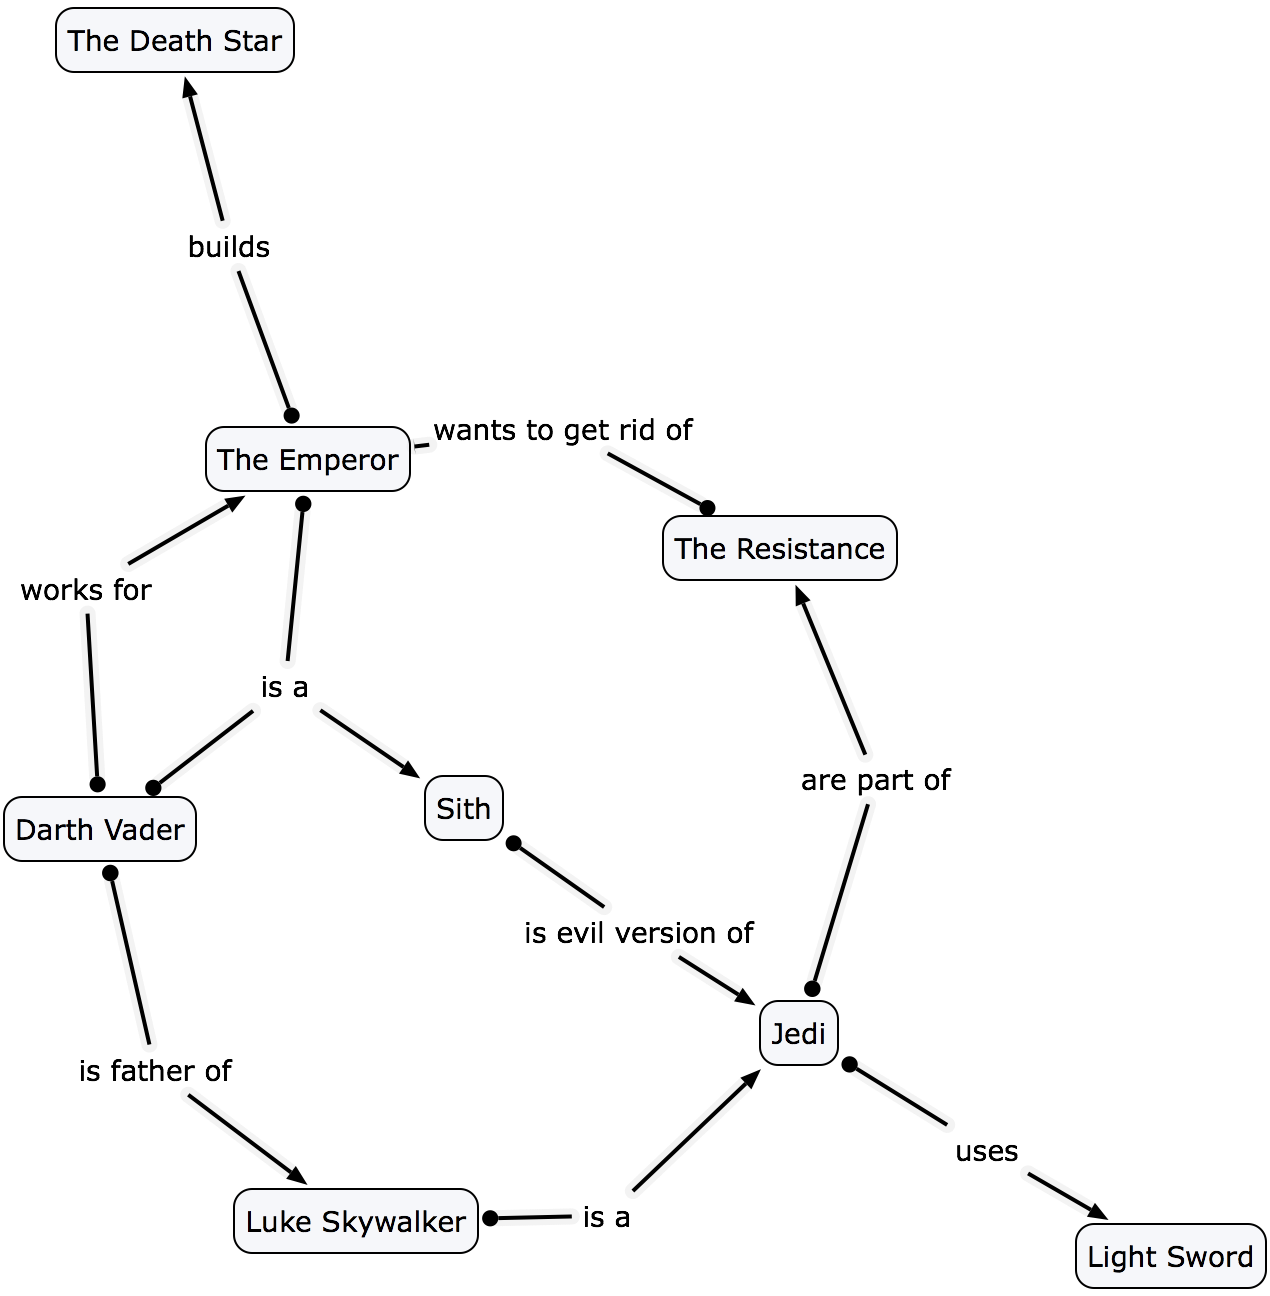 The Death Star
builds
The Emperor
wants to get rid of
The Resistance
works for
is a
Sith
are part of
Darth Vader
is evil version of
Jedi
is father of
uses
Luke Skywalker
is a
Light Sword